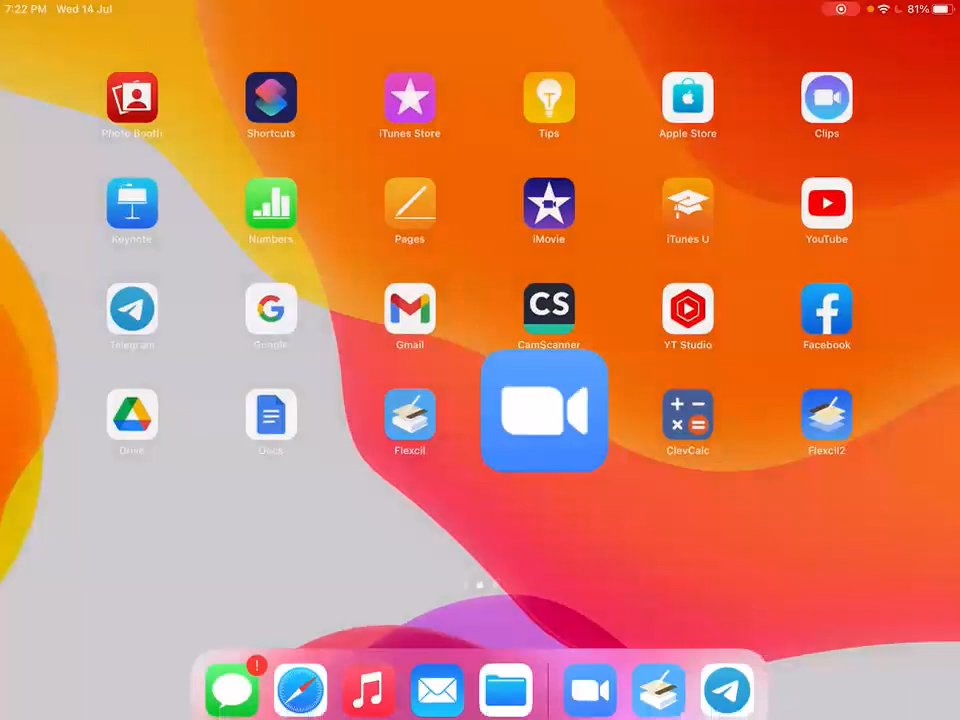 7:22 PM Wed 14 Jul 81%
Photo Booth Shortcuts iTunes Store Tips Apple Store Clips
Keynote Numbers Pages iMovie iTunes U YouTube
Telegram Google Gmail CS CamScanner YT Studio Facebook
Drive Docs Flexcil ClevCalc Flexcil2
!